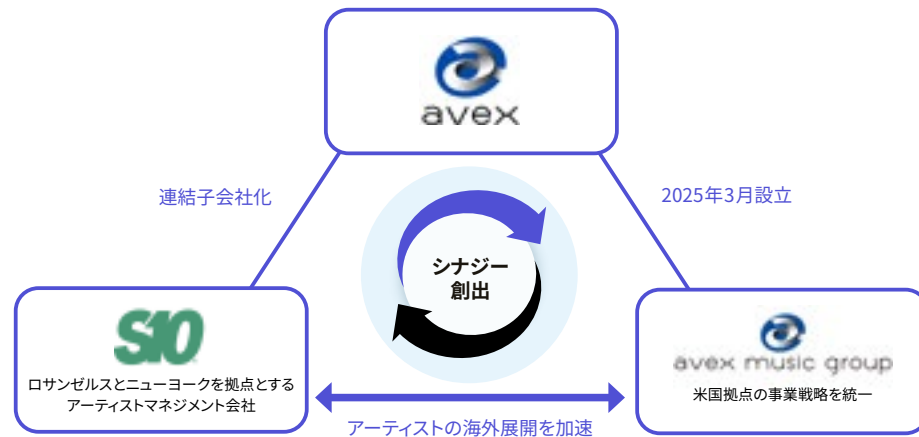 avex
連結子会社化
2025年3月設立
シナジー
創出
S10
ロサンゼルスとニューヨークを拠点とする
アーティストマネジメント会社
avex music group
米国拠点の事業戦略を統一
アーティストの海外展開を加速